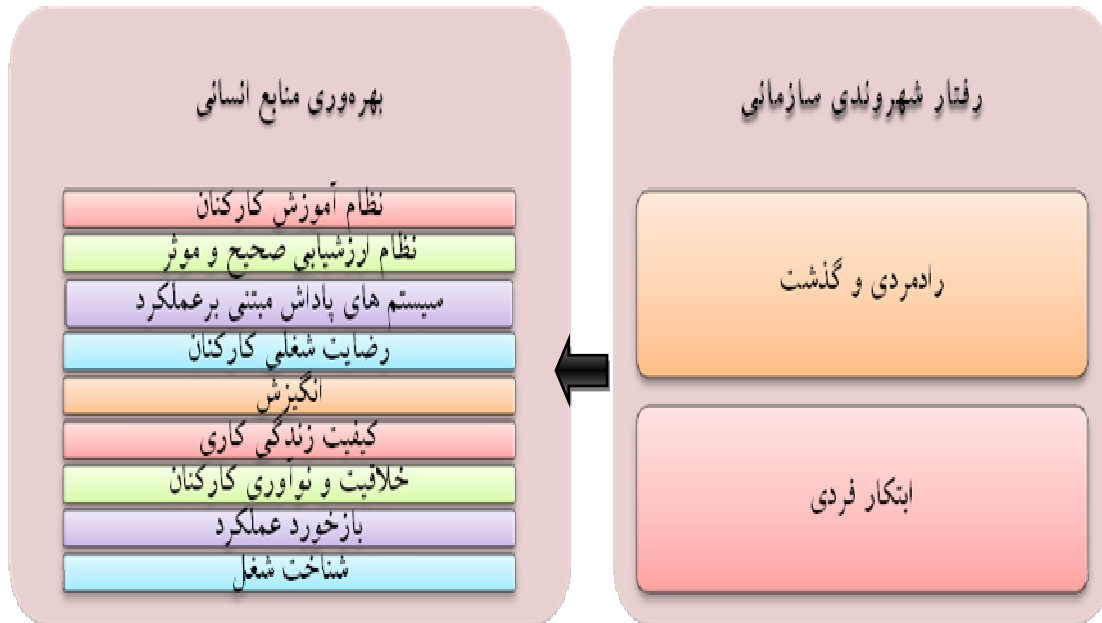 رفتار شهروندی سازمانی
رادمردی و گذشت
ابتکار فردی
بهره‌وری منابع انسانی
نظام آموزش کارکنان
نظام ارزشیابی صحیح و موثر
سیستم های پاداش مبتنی برعملکرد
رضایت شغلی کارکنان
انگیزش
کیفیت زندگی کاری
خلاقیت و نوآوری کارکنان
بازخورد عملکرد
شناخت شغل